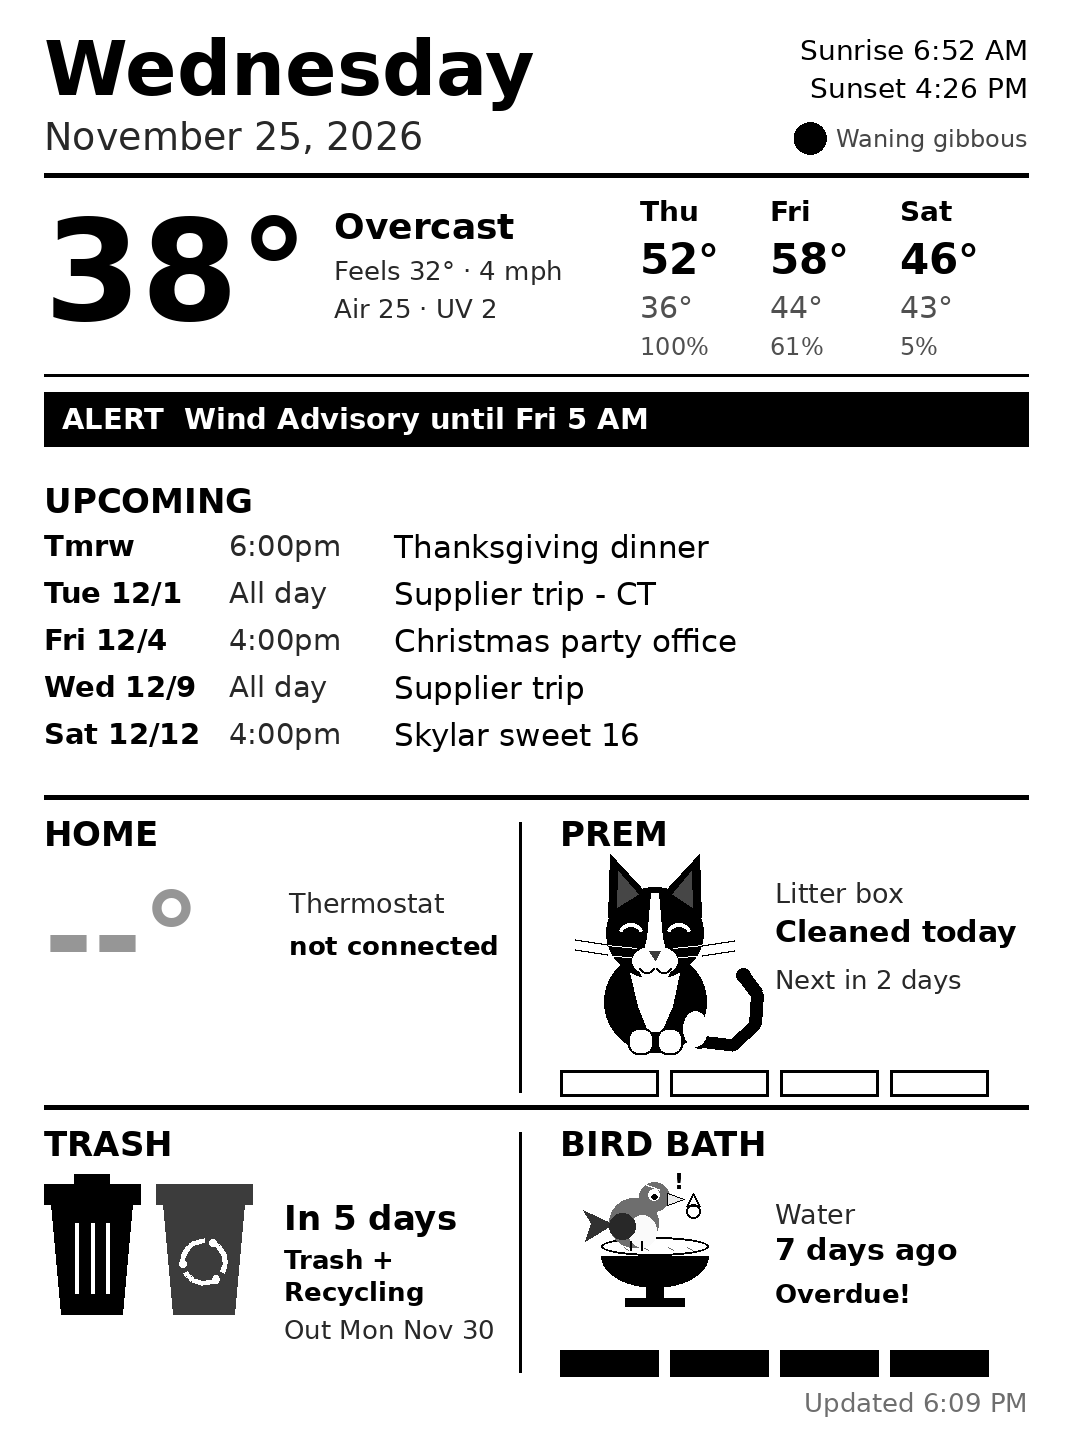 Wednesday
November 25, 2026
Sunrise 6:52 AM
Sunset 4:26 PM
Waning gibbous
38°
Overcast
Feels 32° · 4 mph
Air 25 · UV 2
Thu Fri Sat
52° 58° 46°
36° 44° 43°
100% 61% 5%
ALERT Wind Advisory until Fri 5 AM
UPCOMING
Tmrw 6:00pm Thanksgiving dinner
Tue 12/1 All day Supplier trip - CT
Fri 12/4 4:00pm Christmas party office
Wed 12/9 All day Supplier trip
Sat 12/12 4:00pm Skylar sweet 16
HOME
--°
Thermostat
not connected
PREM
Litter box
Cleaned today
Next in 2 days
TRASH
In 5 days
Trash +
Recycling
Out Mon Nov 30
BIRD BATH
!
Water
7 days ago
Overdue!
Updated 6:09 PM